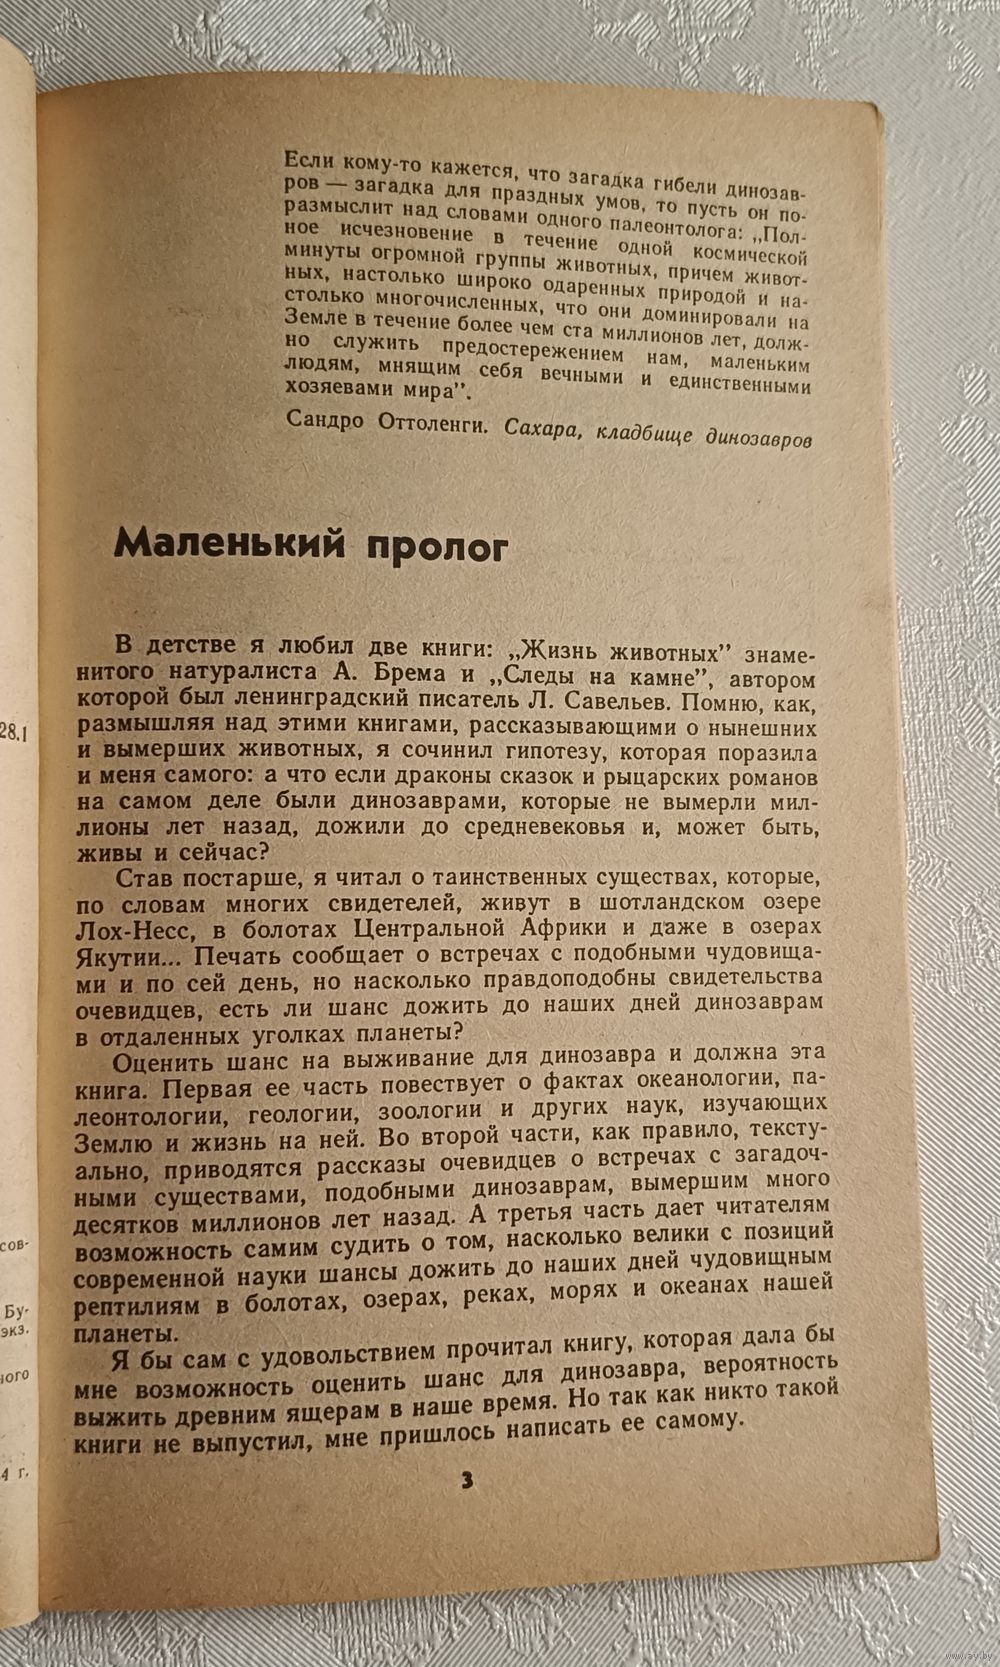 Если кому-то кажется, что загадка гибели динозав-
ров — загадка для праздных умов, то пусть он по-
размыслит над словами одного палеонтолога: „Пол-
ное исчезновение в течение одной космической
минуты огромной группы животных, причем живот-
ных, настолько широко одаренных природой и на-
столько многочисленных, что они доминировали на
Земле в течение более чем ста миллионов лет, долж-
но служить предостережением нам, маленьким
людям, мнящим себя вечными и единственными
хозяевами мира”.
Сандро Оттоленги. Сахара, кладбище динозавров
Маленький пролог
В детстве я любил две книги: „Жизнь животных” знаме-
нитого натуралиста А. Брема и „Следы на камне”, автором
которой был ленинградский писатель Л. Савельев. Помню, как,
размышляя над этими книгами, рассказывающими о нынешних
и вымерших животных, я сочинил гипотезу, которая поразила
и меня самого: а что если драконы сказок и рыцарских романов
на самом деле были динозаврами, которые не вымерли мил-
лионы лет назад, дожили до средневековья и, может быть,
живы и сейчас?
Став постарше, я читал о таинственных существах, которые,
по словам многих свидетелей, живут в шотландском озере
Лох-Несс, в болотах Центральной Африки и даже в озерах
Якутии... Печать сообщает о встречах с подобными чудовища-
ми и по сей день, но насколько правдоподобны свидетельства
очевидцев, есть ли шанс дожить до наших дней динозаврам
в отдаленных уголках планеты?
Оценить шанс на выживание для динозавра и должна эта
книга. Первая ее часть повествует о фактах океанологии, па-
леонтологии, геологии, зоологии и других наук, изучающих
Землю и жизнь на ней. Во второй части, как правило, тексту-
ально, приводятся рассказы очевидцев о встречах с загадоч-
ными существами, подобными динозаврам, вымершим много
десятков миллионов лет назад. А третья часть дает читателям
возможность самим судить о том, насколько велики с позиций
современной науки шансы дожить до наших дней чудовищным
рептилиям в болотах, озерах, реках, морях и океанах нашей
планеты.
Я бы сам с удовольствием прочитал книгу, которая дала бы
мне возможность оценить шанс для динозавра, вероятность
выжить древним ящерам в наше время. Но так как никто такой
книги не выпустил, мне пришлось написать ее самому.
3
28.1
сов-
Бу-
экз.
ного
4 г.
www.ay.by